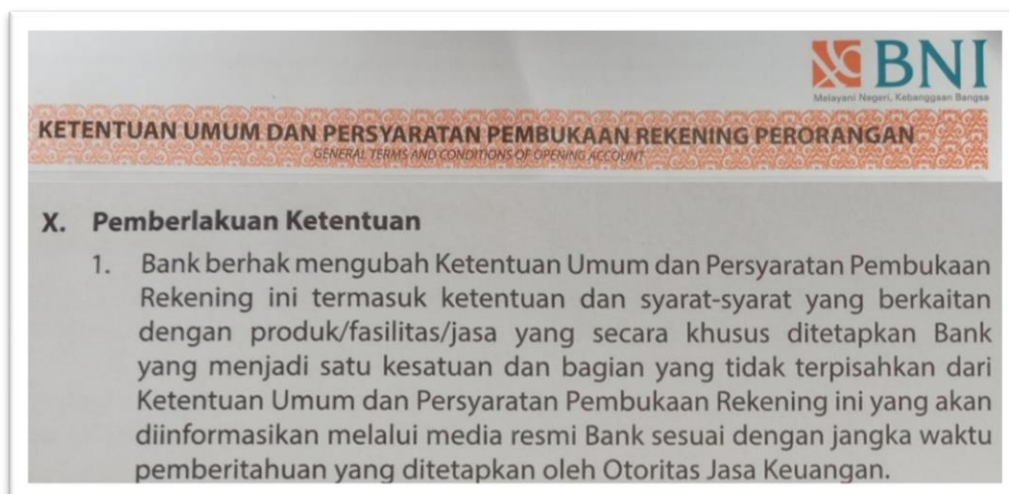 BNI
Melayani Negeri, Kebanggaan Bangsa
KETENTUAN UMUM DAN PERSYARATAN PEMBUKAAN REKENING PERORANGAN
GENERAL TERMS AND CONDITIONS OF OPENING ACCOUNT
X. Pemberlakuan Ketentuan
1. Bank berhak mengubah Ketentuan Umum dan Persyaratan Pembukaan
Rekening ini termasuk ketentuan dan syarat-syarat yang berkaitan
dengan produk/fasilitas/jasa yang secara khusus ditetapkan Bank
yang menjadi satu kesatuan dan bagian yang tidak terpisahkan dari
Ketentuan Umum dan Persyaratan Pembukaan Rekening ini yang akan
diinformasikan melalui media resmi Bank sesuai dengan jangka waktu
pemberitahuan yang ditetapkan oleh Otoritas Jasa Keuangan.